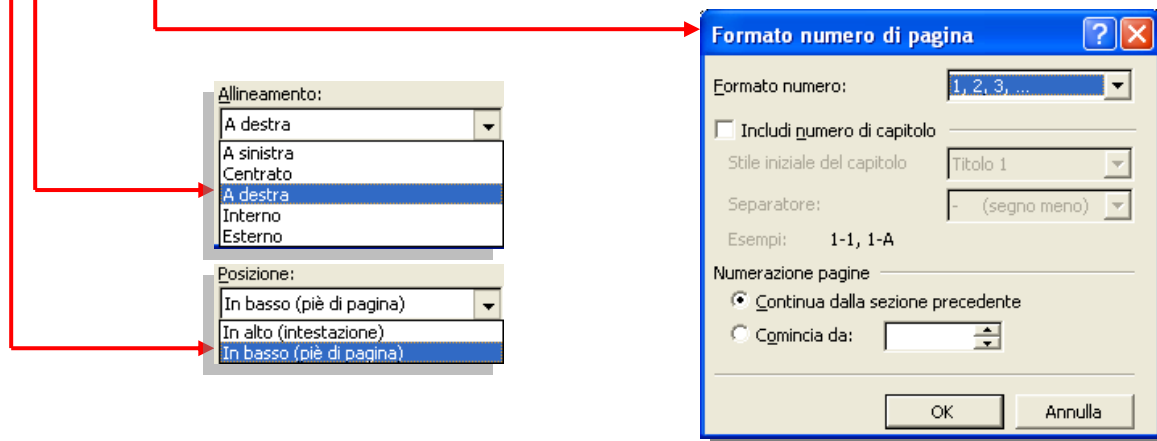 Allineamento:
A destra
A sinistra
Centrato
A destra
Interno
Esterno
Posizione:
In basso (piè di pagina)
In alto (intestazione)
In basso (piè di pagina)
Formato numero di pagina
Formato numero: 1, 2, 3, ...
Includi numero di capitolo
Stile iniziale del capitolo Titolo 1
Separatore: - (segno meno)
Esempi: 1-1, 1-A
Numerazione pagine
Continua dalla sezione precedente
Comincia da:
OK Annulla